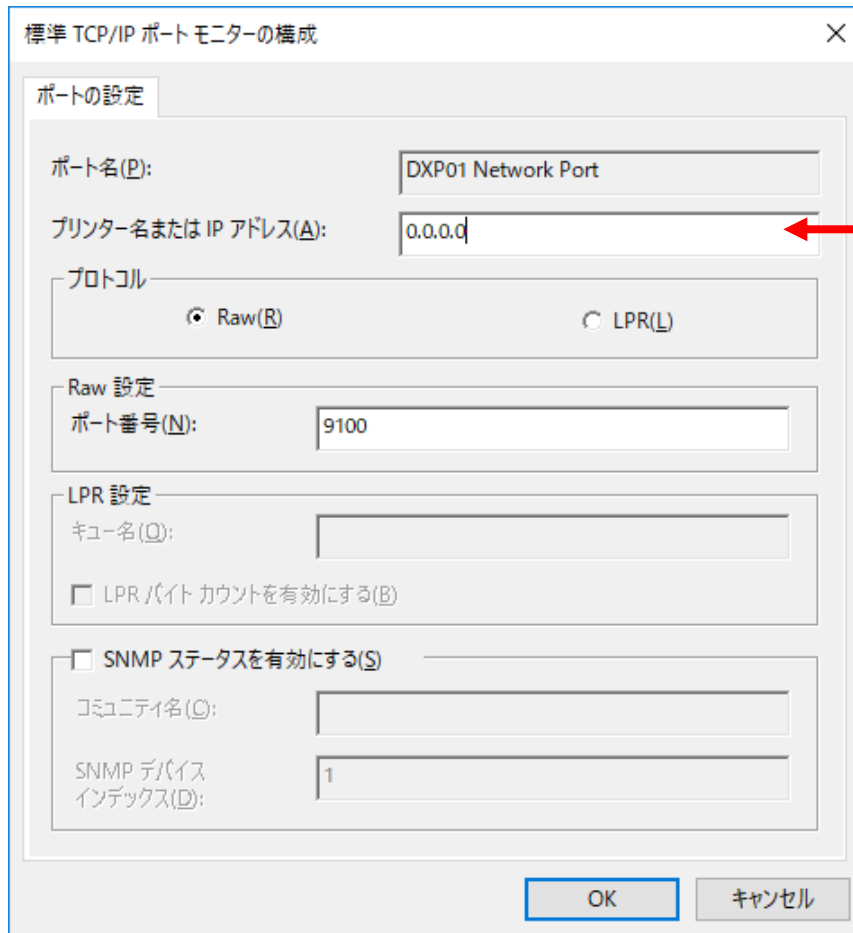 標準 TCP/IP ポート モニターの構成
ポートの設定
ポート名(P):
DXP01 Network Port
プリンター名または IP アドレス(A):
0.0.0.0
プロトコル
Raw(R)
LPR(L)
Raw 設定
ポート番号(N):
9100
LPR 設定
キュー名(Q):
LPR バイト カウントを有効にする(B)
SNMP ステータスを有効にする(S)
コミュニティ名(C):
SNMP デバイス
インデックス(D):
1
OK
キャンセル